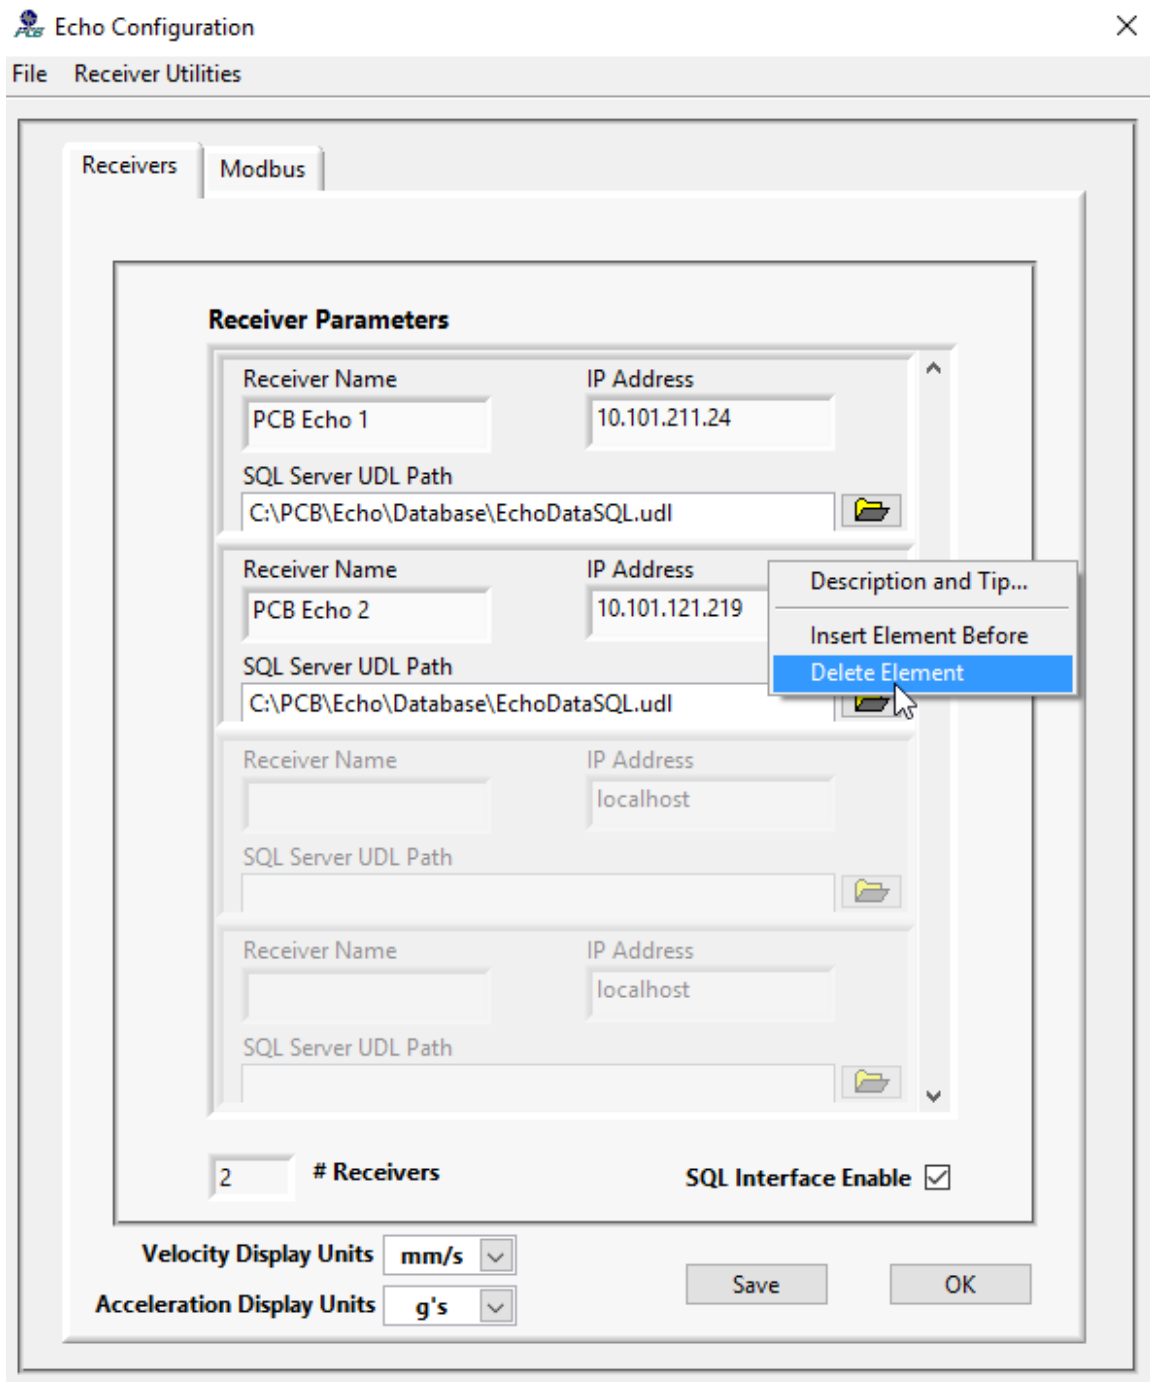 PCB Echo Configuration
File Receiver Utilities
Receivers Modbus
Receiver Parameters
Receiver Name IP Address
PCB Echo 1 10.101.211.24
SQL Server UDL Path
C:\PCB\Echo\Database\EchoDataSQL.udl
Receiver Name IP Address
PCB Echo 2 10.101.121.219
SQL Server UDL Path
C:\PCB\Echo\Database\EchoDataSQL.udl
Description and Tip...
Insert Element Before
Delete Element
Receiver Name IP Address
localhost
SQL Server UDL Path
Receiver Name IP Address
localhost
SQL Server UDL Path
2 # Receivers SQL Interface Enable
Velocity Display Units mm/s
Acceleration Display Units g's
Save OK